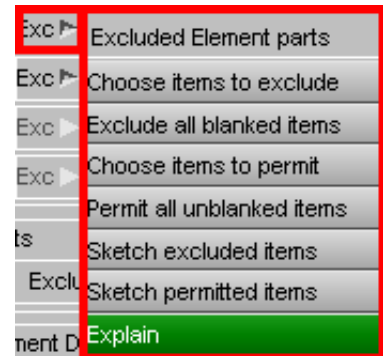 Exc Excluded Element parts
Exc Choose items to exclude
Exc Exclude all blanked items
Exc Choose items to permit
Permit all unblanked items
ts Sketch excluded items
Exclu Sketch permitted items
ment D Explain